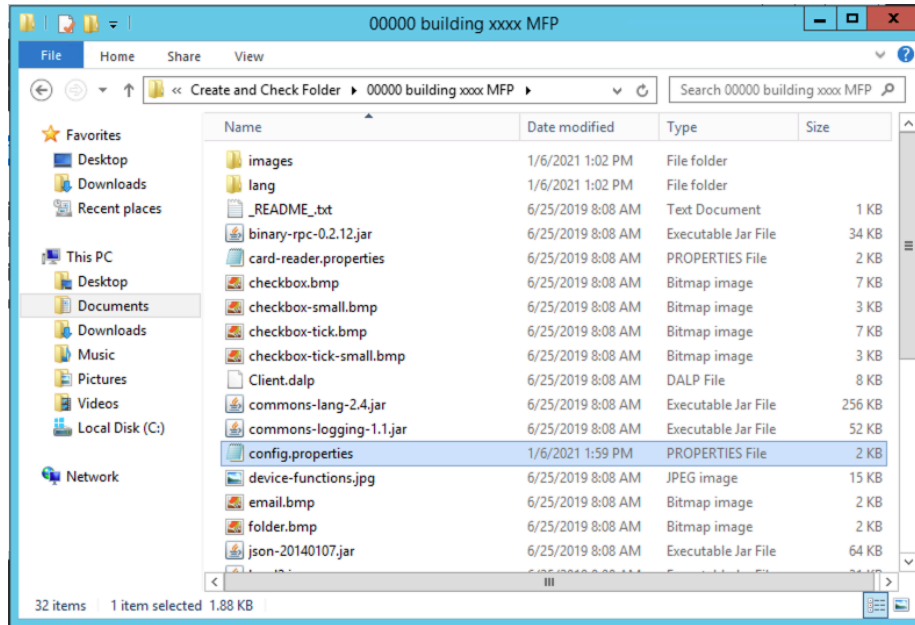 00000 building xxxx MFP
File Home Share View
« Create and Check Folder 00000 building xxxx MFP
Search 00000 building xxxx MFP
Favorites
Desktop
Downloads
Recent places
This PC
Desktop
Documents
Downloads
Music
Pictures
Videos
Local Disk (C:)
Network
Name Date modified Type Size
images 1/6/2021 1:02 PM File folder
lang 1/6/2021 1:02 PM File folder
_README_.txt 6/25/2019 8:08 AM Text Document 1 KB
binary-rpc-0.2.12.jar 6/25/2019 8:08 AM Executable Jar File 34 KB
card-reader.properties 6/25/2019 8:08 AM PROPERTIES File 2 KB
checkbox.bmp 6/25/2019 8:08 AM Bitmap image 7 KB
checkbox-small.bmp 6/25/2019 8:08 AM Bitmap image 3 KB
checkbox-tick.bmp 6/25/2019 8:08 AM Bitmap image 7 KB
checkbox-tick-small.bmp 6/25/2019 8:08 AM Bitmap image 3 KB
Client.dalp 6/25/2019 8:08 AM DALP File 8 KB
commons-lang-2.4.jar 6/25/2019 8:08 AM Executable Jar File 256 KB
commons-logging-1.1.jar 6/25/2019 8:08 AM Executable Jar File 52 KB
config.properties 1/6/2021 1:59 PM PROPERTIES File 2 KB
device-functions.jpg 6/25/2019 8:08 AM JPEG image 15 KB
email.bmp 6/25/2019 8:08 AM Bitmap image 2 KB
folder.bmp 6/25/2019 8:08 AM Bitmap image 2 KB
json-20140107.jar 6/25/2019 8:08 AM Executable Jar File 64 KB
32 items 1 item selected 1.88 KB